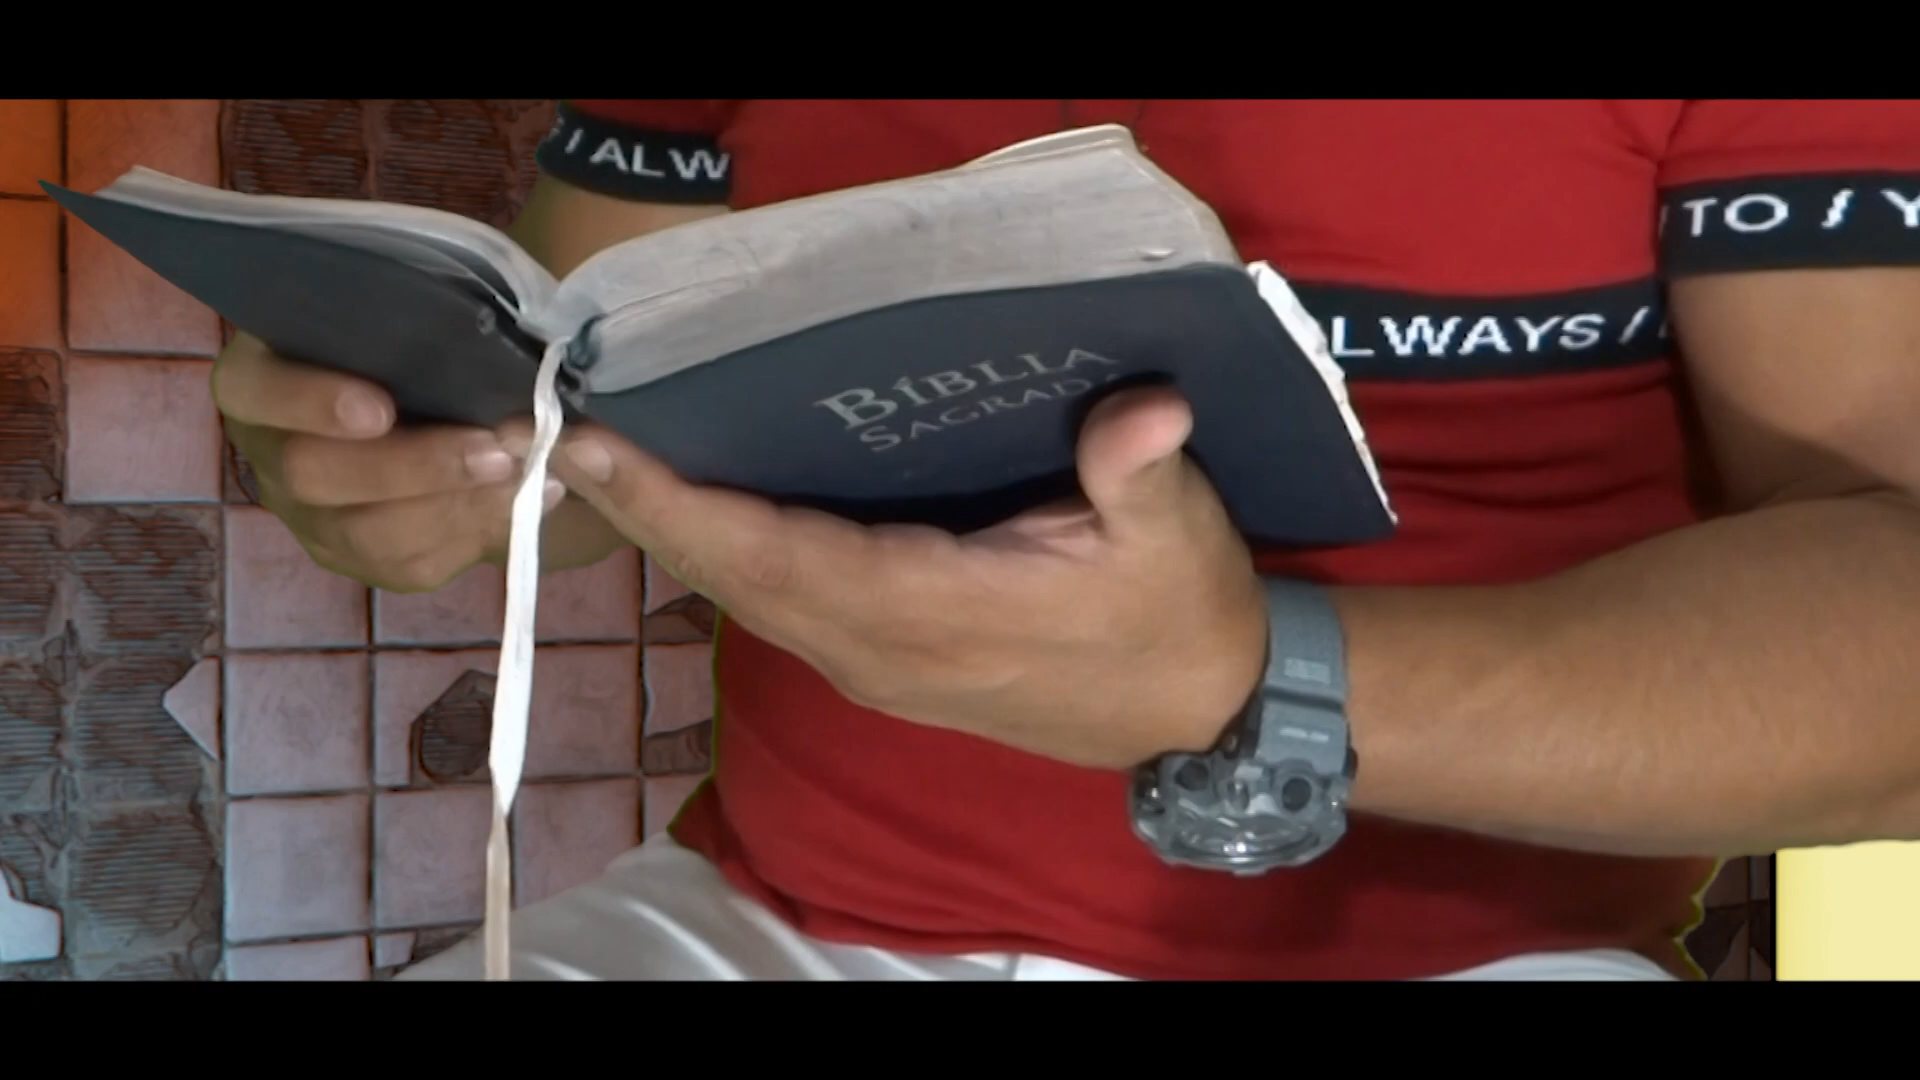 / ALW
TO / Y
LWAYS /
BÍBLIA
SAGRADA